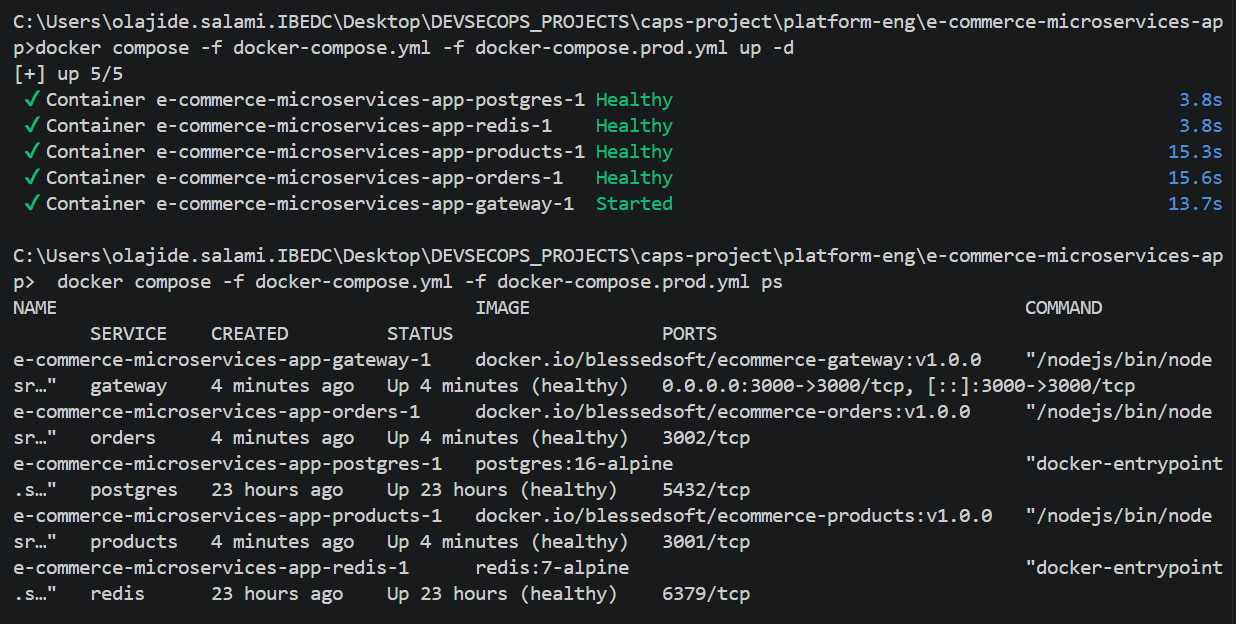 C:\Users\olajide.salami.IBEDC\Desktop\DEVSECOPS_PROJECTS\caps-project\platform-eng\e-commerce-microservices-ap
p>docker compose -f docker-compose.yml -f docker-compose.prod.yml up -d
[+] up 5/5
✓ Container e-commerce-microservices-app-postgres-1 Healthy 3.8s
✓ Container e-commerce-microservices-app-redis-1 Healthy 3.8s
✓ Container e-commerce-microservices-app-products-1 Healthy 15.3s
✓ Container e-commerce-microservices-app-orders-1 Healthy 15.6s
✓ Container e-commerce-microservices-app-gateway-1 Started 13.7s
C:\Users\olajide.salami.IBEDC\Desktop\DEVSECOPS_PROJECTS\caps-project\platform-eng\e-commerce-microservices-ap
p>  docker compose -f docker-compose.yml -f docker-compose.prod.yml ps
NAME IMAGE COMMAND
SERVICE CREATED STATUS PORTS
e-commerce-microservices-app-gateway-1 docker.io/blessedsoft/ecommerce-gateway:v1.0.0 "/nodejs/bin/node
sr…" gateway 4 minutes ago Up 4 minutes (healthy) 0.0.0.0:3000->3000/tcp, [::]:3000->3000/tcp
e-commerce-microservices-app-orders-1 docker.io/blessedsoft/ecommerce-orders:v1.0.0 "/nodejs/bin/node
sr…" orders 4 minutes ago Up 4 minutes (healthy) 3002/tcp
e-commerce-microservices-app-postgres-1 postgres:16-alpine "docker-entrypoint
.s…" postgres 23 hours ago Up 23 hours (healthy) 5432/tcp
e-commerce-microservices-app-products-1 docker.io/blessedsoft/ecommerce-products:v1.0.0 "/nodejs/bin/node
sr…" products 4 minutes ago Up 4 minutes (healthy) 3001/tcp
e-commerce-microservices-app-redis-1 redis:7-alpine "docker-entrypoint
.s…" redis 23 hours ago Up 23 hours (healthy) 6379/tcp